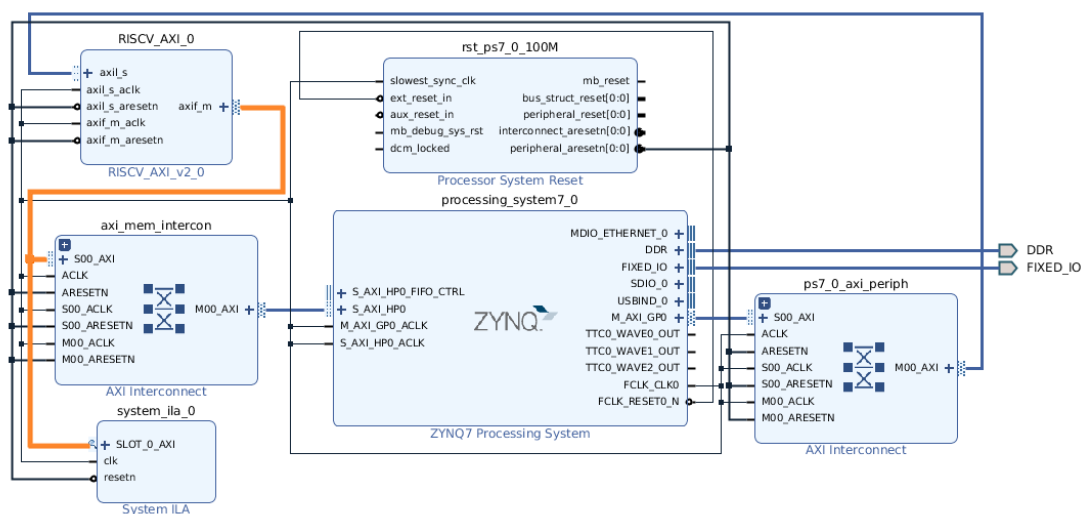 RISCV_AXI_0
axil_s
axil_s_aclk
axil_s_aresetn
axif_m_aclk
axif_m_aresetn
axif_m
RISCV_AXI_v2_0
rst_ps7_0_100M
slowest_sync_clk
ext_reset_in
aux_reset_in
mb_debug_sys_rst
dcm_locked
mb_reset
bus_struct_reset[0:0]
peripheral_reset[0:0]
interconnect_aresetn[0:0]
peripheral_aresetn[0:0]
Processor System Reset
axi_mem_intercon
S00_AXI
ACLK
ARESETN
S00_ACLK
S00_ARESETN
M00_ACLK
M00_ARESETN
M00_AXI
AXI Interconnect
processing_system7_0
S_AXI_HP0_FIFO_CTRL
S_AXI_HP0
M_AXI_GP0_ACLK
S_AXI_HP0_ACLK
ZYNQ
MDIO_ETHERNET_0
DDR
FIXED_IO
SDIO_0
USBIND_0
M_AXI_GP0
TTC0_WAVE0_OUT
TTC0_WAVE1_OUT
TTC0_WAVE2_OUT
FCLK_CLK0
FCLK_RESET0_N
ZYNQ7 Processing System
DDR
FIXED_IO
ps7_0_axi_periph
S00_AXI
ACLK
ARESETN
S00_ACLK
S00_ARESETN
M00_ACLK
M00_ARESETN
M00_AXI
AXI Interconnect
system_ila_0
SLOT_0_AXI
clk
resetn
System ILA